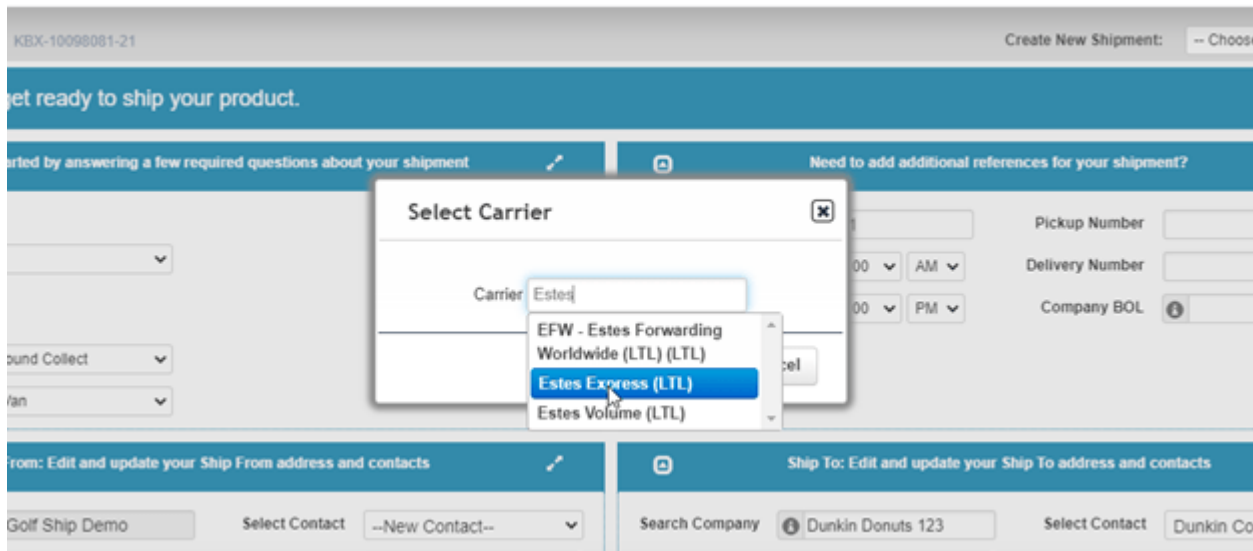 KBX-10098081-21
Create New Shipment: -- Choose
get ready to ship your product.
arted by answering a few required questions about your shipment
Need to add additional references for your shipment?
Select Carrier
1
Pickup Number
00 AM
Delivery Number
Carrier Estes
00 PM
Company BOL
EFW - Estes Forwarding
Worldwide (LTL) (LTL)
ound Collect
cel
Estes Express (LTL)
Van
Estes Volume (LTL)
From: Edit and update your Ship From address and contacts
Ship To: Edit and update your Ship To address and contacts
Golf Ship Demo
Select Contact --New Contact--
Search Company Dunkin Donuts 123
Select Contact Dunkin Co